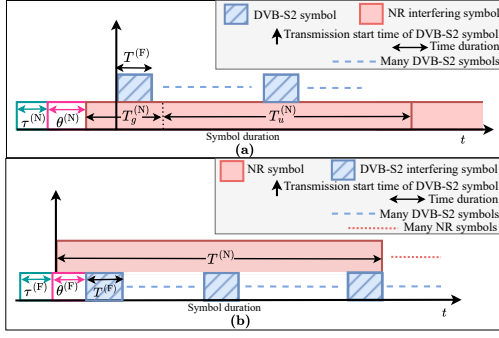 DVB-S2 symbol
NR interfering symbol
Transmission start time of DVB-S2 symbol
Time duration
Many DVB-S2 symbols
T^(F)
τ^(N)
θ^(N)
T_g^(N)
T_u^(N)
Symbol duration
t
(a)
NR symbol
DVB-S2 interfering symbol
Transmission start time of DVB-S2 symbol
Time duration
Many DVB-S2 symbols
Many NR symbols
T^(N)
τ^(F)
θ^(F)
T^(F)
Symbol duration
t
(b)